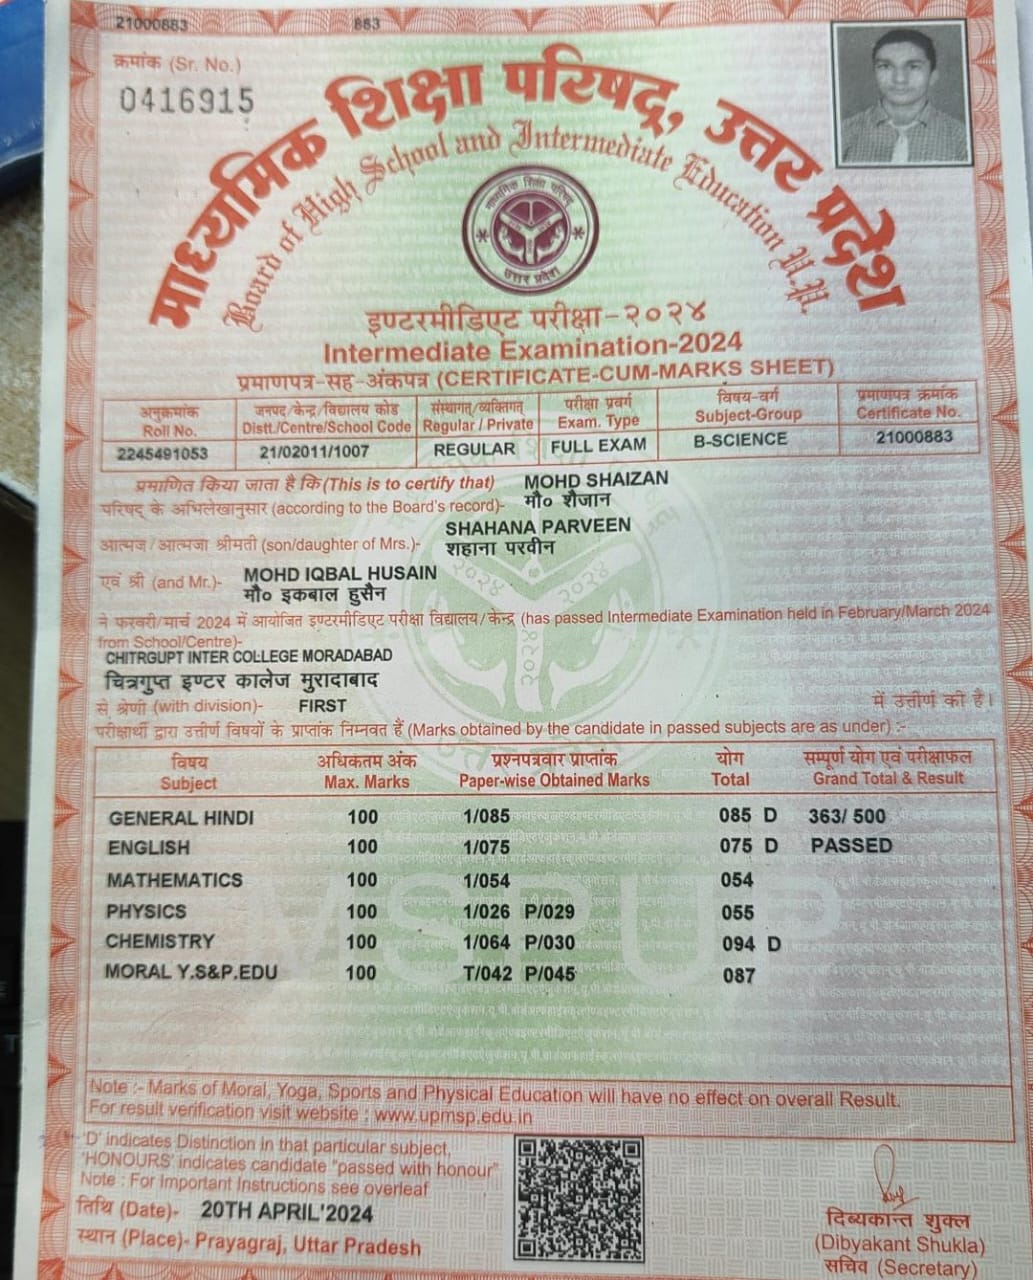 21000883 883
क्रमांक (Sr. No.)
0416915
माध्यमिक शिक्षा परिषद्, उत्तर प्रदेश
Board of High School and Intermediate Education U.P.
माध्यमिक शिक्षा परिषद्
उत्तर प्रदेश
इण्टरमीडिएट परीक्षा-२०२४
Intermediate Examination-2024
प्रमाणपत्र-सह-अंकपत्र (CERTIFICATE-CUM-MARKS SHEET)
अनुक्रमांक जनपद/केन्द्र/विद्यालय कोड संस्थागत/व्यक्तिगत परीक्षा प्रवर्ग विषय-वर्ग प्रमाणपत्र क्रमांक
Roll No. Distt./Centre/School Code Regular / Private Exam. Type Subject-Group Certificate No.
2245491053 21/02011/1007 REGULAR FULL EXAM B-SCIENCE 21000883
प्रमाणित किया जाता है कि (This is to certify that) MOHD SHAIZAN
परिषद् के अभिलेखानुसार (according to the Board's record)- मौ० शैजान
SHAHANA PARVEEN
आत्मज/आत्मजा श्रीमती (son/daughter of Mrs.)- शहाना परवीन
एवं श्री (and Mr.)- MOHD IQBAL HUSAIN
मौ० इकबाल हुसैन
ने फरवरी/मार्च 2024 में आयोजित इण्टरमीडिएट परीक्षा विद्यालय/केन्द्र (has passed Intermediate Examination held in February/March 2024
from School/Centre)-
CHITRGUPT INTER COLLEGE MORADABAD
चित्रगुप्त इण्टर कालेज मुरादाबाद
से श्रेणी (with division)- FIRST में उत्तीर्ण की है।
परीक्षार्थी द्वारा उत्तीर्ण विषयों के प्राप्तांक निम्नवत हैं (Marks obtained by the candidate in passed subjects are as under) :-
विषय अधिकतम अंक प्रश्नपत्रवार प्राप्तांक योग सम्पूर्ण योग एवं परीक्षाफल
Subject Max. Marks Paper-wise Obtained Marks Total Grand Total & Result
GENERAL HINDI 100 1/085 085 D 363/ 500
ENGLISH 100 1/075 075 D PASSED
MATHEMATICS 100 1/054 054
PHYSICS 100 1/026 P/029 055
CHEMISTRY 100 1/064 P/030 094 D
MORAL Y.S&P.EDU 100 T/042 P/045 087
Note :- Marks of Moral, Yoga, Sports and Physical Education will have no effect on overall Result.
For result verification visit website : www.upmsp.edu.in
'D' indicates Distinction in that particular subject,
'HONOURS' indicates candidate "passed with honour"
Note : For Important Instructions see overleaf
तिथि (Date)- 20TH APRIL'2024
स्थान (Place)- Prayagraj, Uttar Pradesh
दिब्यकान्त शुक्ल
(Dibyakant Shukla)
सचिव (Secretary)